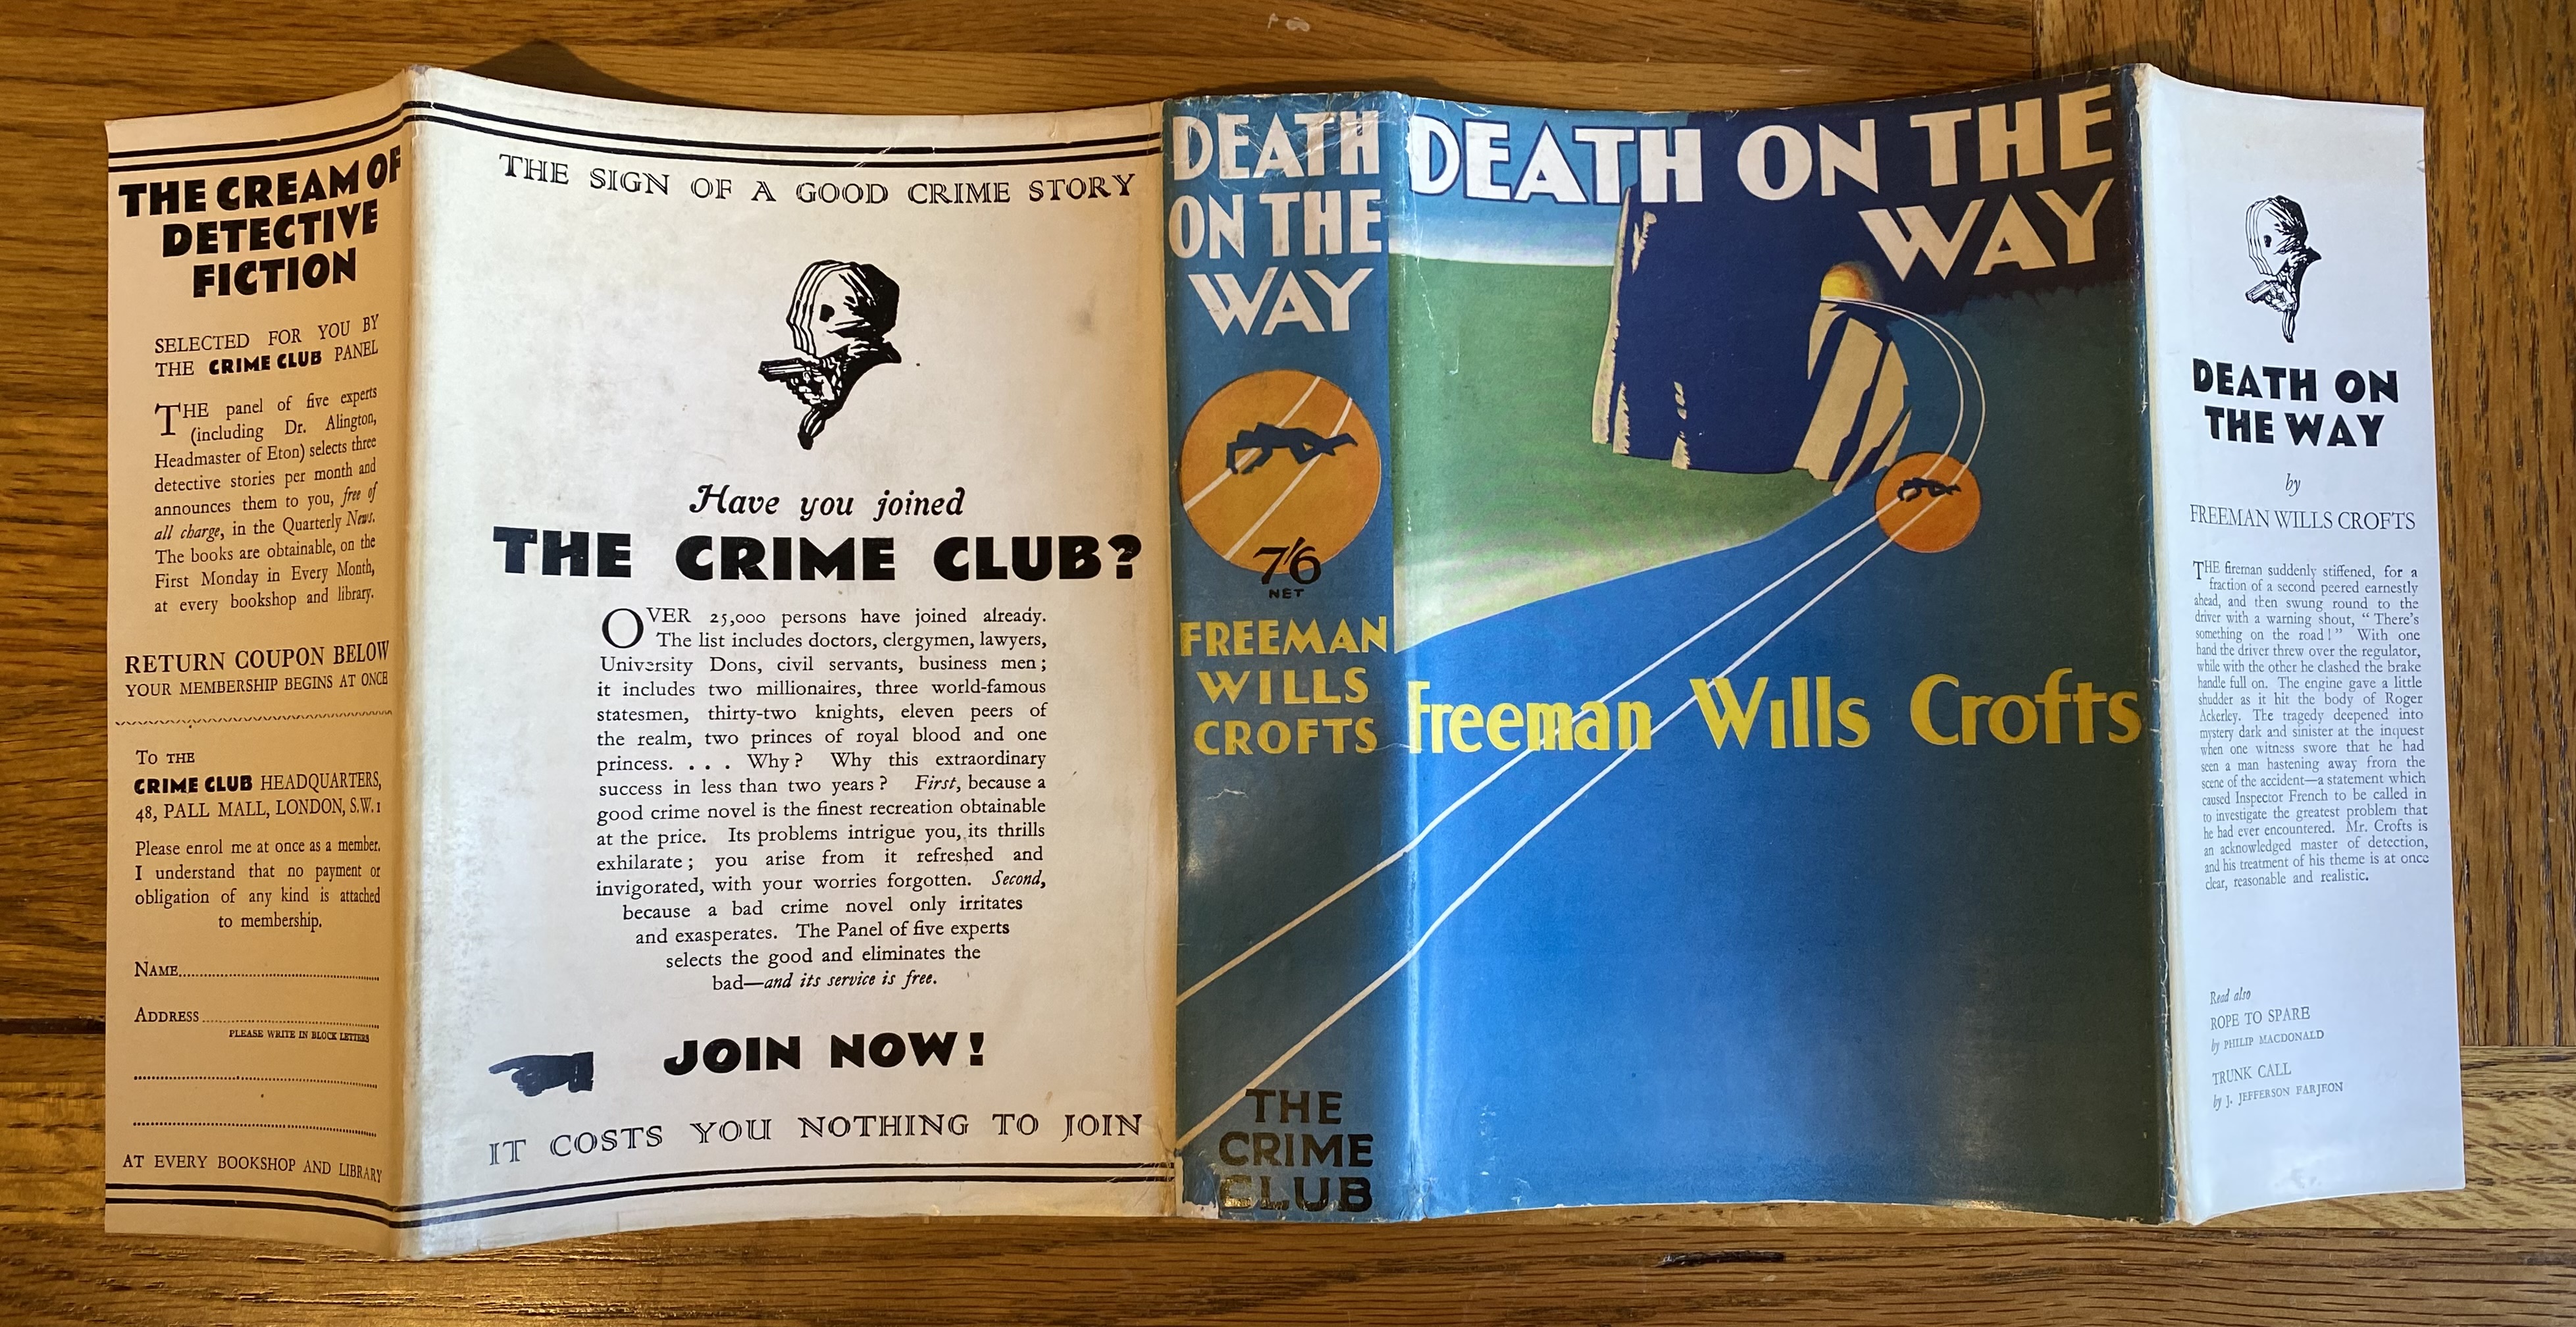 THE CREAM OF
DETECTIVE
FICTION
SELECTED FOR YOU BY
THE CRIME CLUB PANEL
THE panel of five experts
(including Dr. Alington,
Headmaster of Eton) selects three
detective stories per month and
announces them to you, free of
all charge, in the Quarterly News.
The books are obtainable, on the
First Monday in Every Month,
at every bookshop and library.
RETURN COUPON BELOW
YOUR MEMBERSHIP BEGINS AT ONCE
TO THE
CRIME CLUB HEADQUARTERS,
48, PALL MALL, LONDON, S.W.1
Please enrol me at once as a member.
I understand that no payment or
obligation of any kind is attached
to membership.
NAME
ADDRESS
PLEASE WRITE IN BLOCK LETTERS
AT EVERY BOOKSHOP AND LIBRARY
THE SIGN OF A GOOD CRIME STORY
Have you joined
THE CRIME CLUB?
OVER 25,000 persons have joined already.
The list includes doctors, clergymen, lawyers,
University Dons, civil servants, business men;
it includes two millionaires, three world-famous
statesmen, thirty-two knights, eleven peers of
the realm, two princes of royal blood and one
princess. . . . Why? Why this extraordinary
success in less than two years? First, because a
good crime novel is the finest recreation obtainable
at the price. Its problems intrigue you, its thrills
exhilarate; you arise from it refreshed and
invigorated, with your worries forgotten. Second,
because a bad crime novel only irritates
and exasperates. The Panel of five experts
selects the good and eliminates the
bad—and its service is free.
JOIN NOW!
IT COSTS YOU NOTHING TO JOIN
DEATH
ON THE
WAY
7/6
NET
FREEMAN
WILLS
CROFTS
THE
CRIME
CLUB
DEATH ON THE
WAY
Freeman Wills Crofts
DEATH ON
THE WAY
by
FREEMAN WILLS CROFTS
THE fireman suddenly stiffened, for a
fraction of a second peered earnestly
ahead, and then swung round to the
driver with a warning shout, "There's
something on the road!" With one
hand the driver threw over the regulator,
while with the other he clashed the brake
handle full on. The engine gave a little
shudder as it hit the body of Roger
Ackerley. The tragedy deepened into
mystery dark and sinister at the inquest
when one witness swore that he had
seen a man hastening away from the
scene of the accident—a statement which
caused Inspector French to be called in
to investigate the greatest problem that
he had ever encountered. Mr. Crofts is
an acknowledged master of detection,
and his treatment of his theme is at once
clear, reasonable and realistic.
Read also
ROPE TO SPARE
by PHILIP MACDONALD
TRUNK CALL
by J. JEFFERSON FARJEON